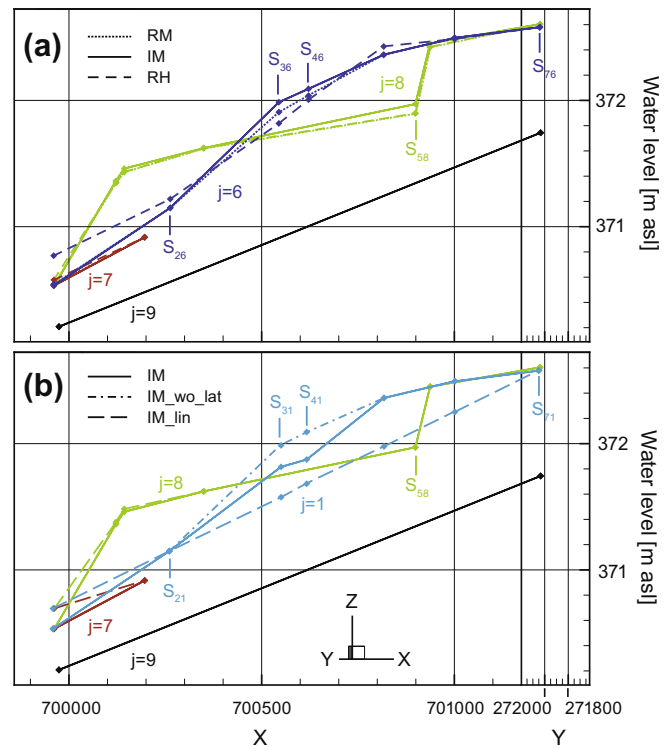 (a)
RM
IM
RH
S36
S46
S76
j=8
S58
j=6
S26
j=7
j=9
372
371
Water level [m asl]
(b)
IM
IM_wo_lat
IM_lin
S31
S41
S71
j=8
S58
j=1
S21
j=7
j=9
Z
Y
X
372
371
Water level [m asl]
700000
700500
701000
272000
271800
X
Y